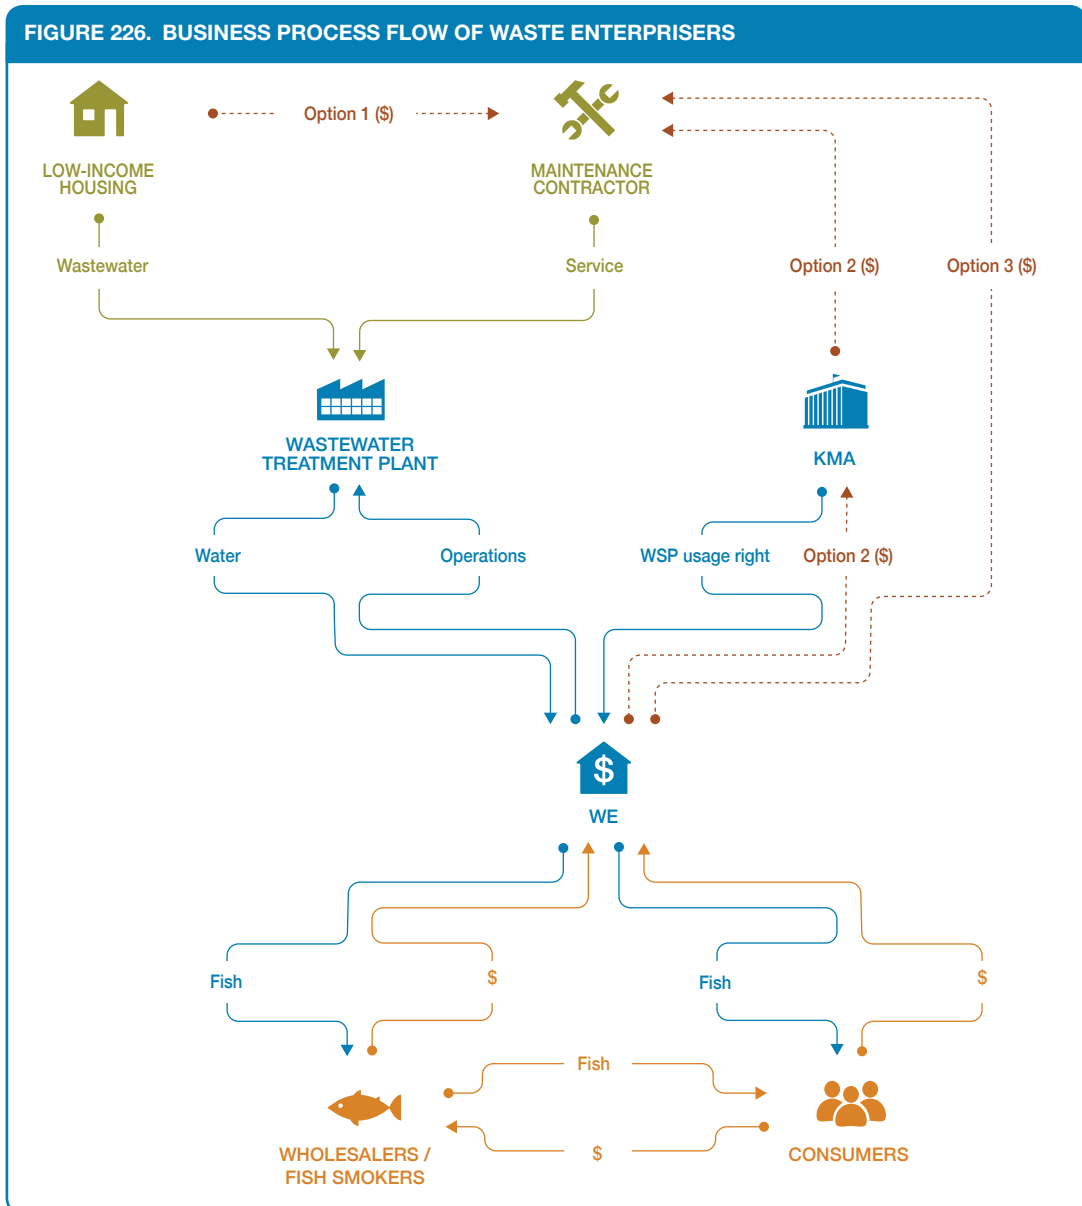 FIGURE 226. BUSINESS PROCESS FLOW OF WASTE ENTERPRISERS
Option 1 ($)
LOW-INCOME
HOUSING
MAINTENANCE
CONTRACTOR
Wastewater
Service
Option 2 ($)
Option 3 ($)
WASTEWATER
TREATMENT PLANT
KMA
Water
Operations
WSP usage right
Option 2 ($)
$
WE
Fish
$
Fish
$
Fish
WHOLESALERS /
FISH SMOKERS
$
CONSUMERS